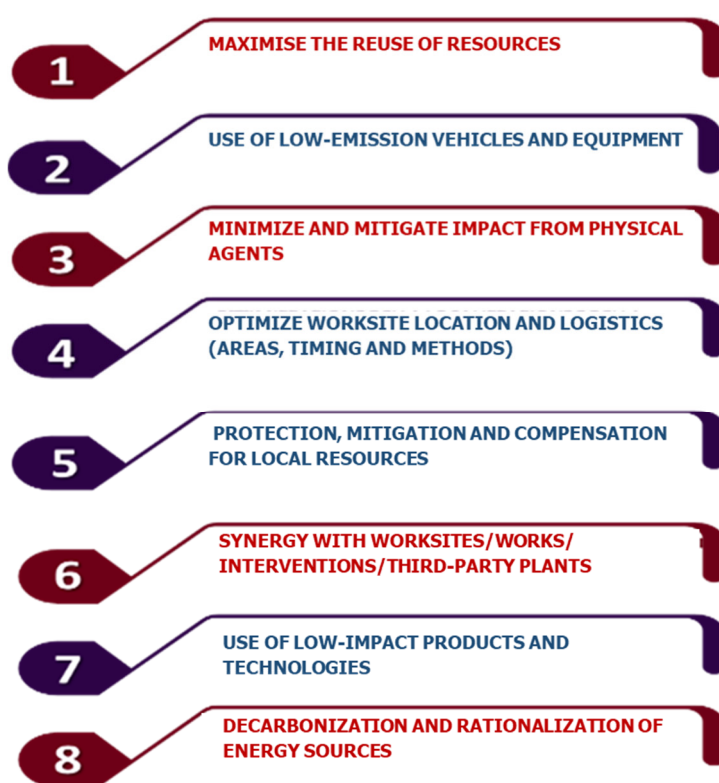 1
MAXIMISE THE REUSE OF RESOURCES
2
USE OF LOW-EMISSION VEHICLES AND EQUIPMENT
3
MINIMIZE AND MITIGATE IMPACT FROM PHYSICAL
AGENTS
4
OPTIMIZE WORKSITE LOCATION AND LOGISTICS
(AREAS, TIMING AND METHODS)
5
PROTECTION, MITIGATION AND COMPENSATION
FOR LOCAL RESOURCES
6
SYNERGY WITH WORKSITES/WORKS/
INTERVENTIONS/THIRD-PARTY PLANTS
7
USE OF LOW-IMPACT PRODUCTS AND
TECHNOLOGIES
8
DECARBONIZATION AND RATIONALIZATION OF
ENERGY SOURCES